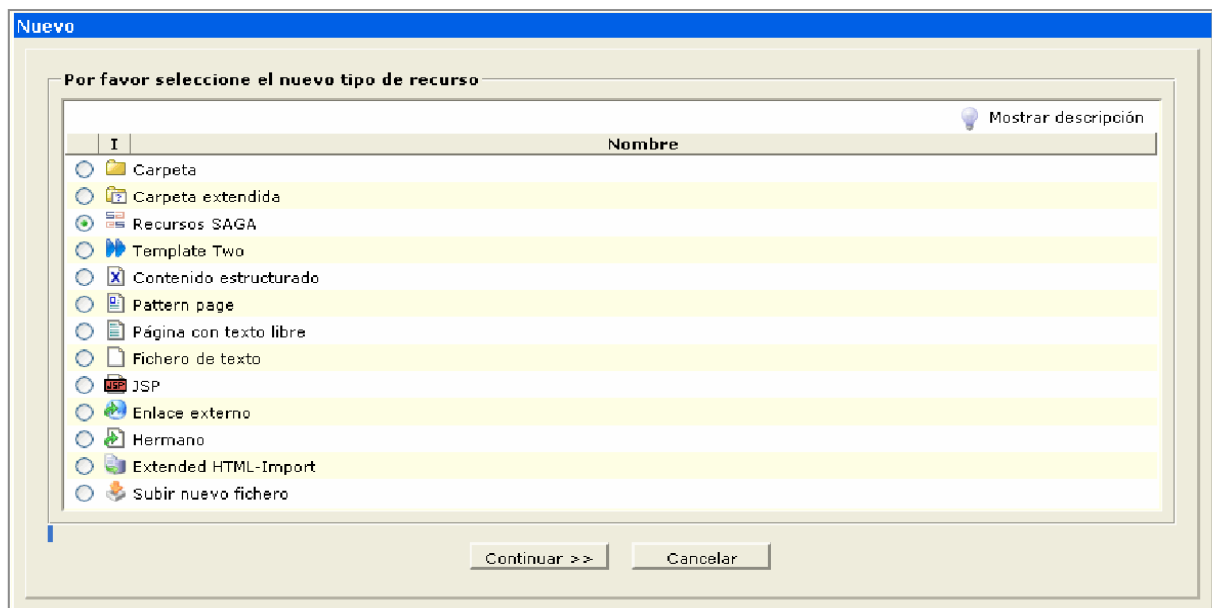 Nuevo
Por favor seleccione el nuevo tipo de recurso
Mostrar descripción
I Nombre
Carpeta
Carpeta extendida
Recursos SAGA
Template Two
Contenido estructurado
Pattern page
Página con texto libre
Fichero de texto
JSP JSP
Enlace externo
Hermano
Extended HTML-Import
Subir nuevo fichero
Continuar >> Cancelar